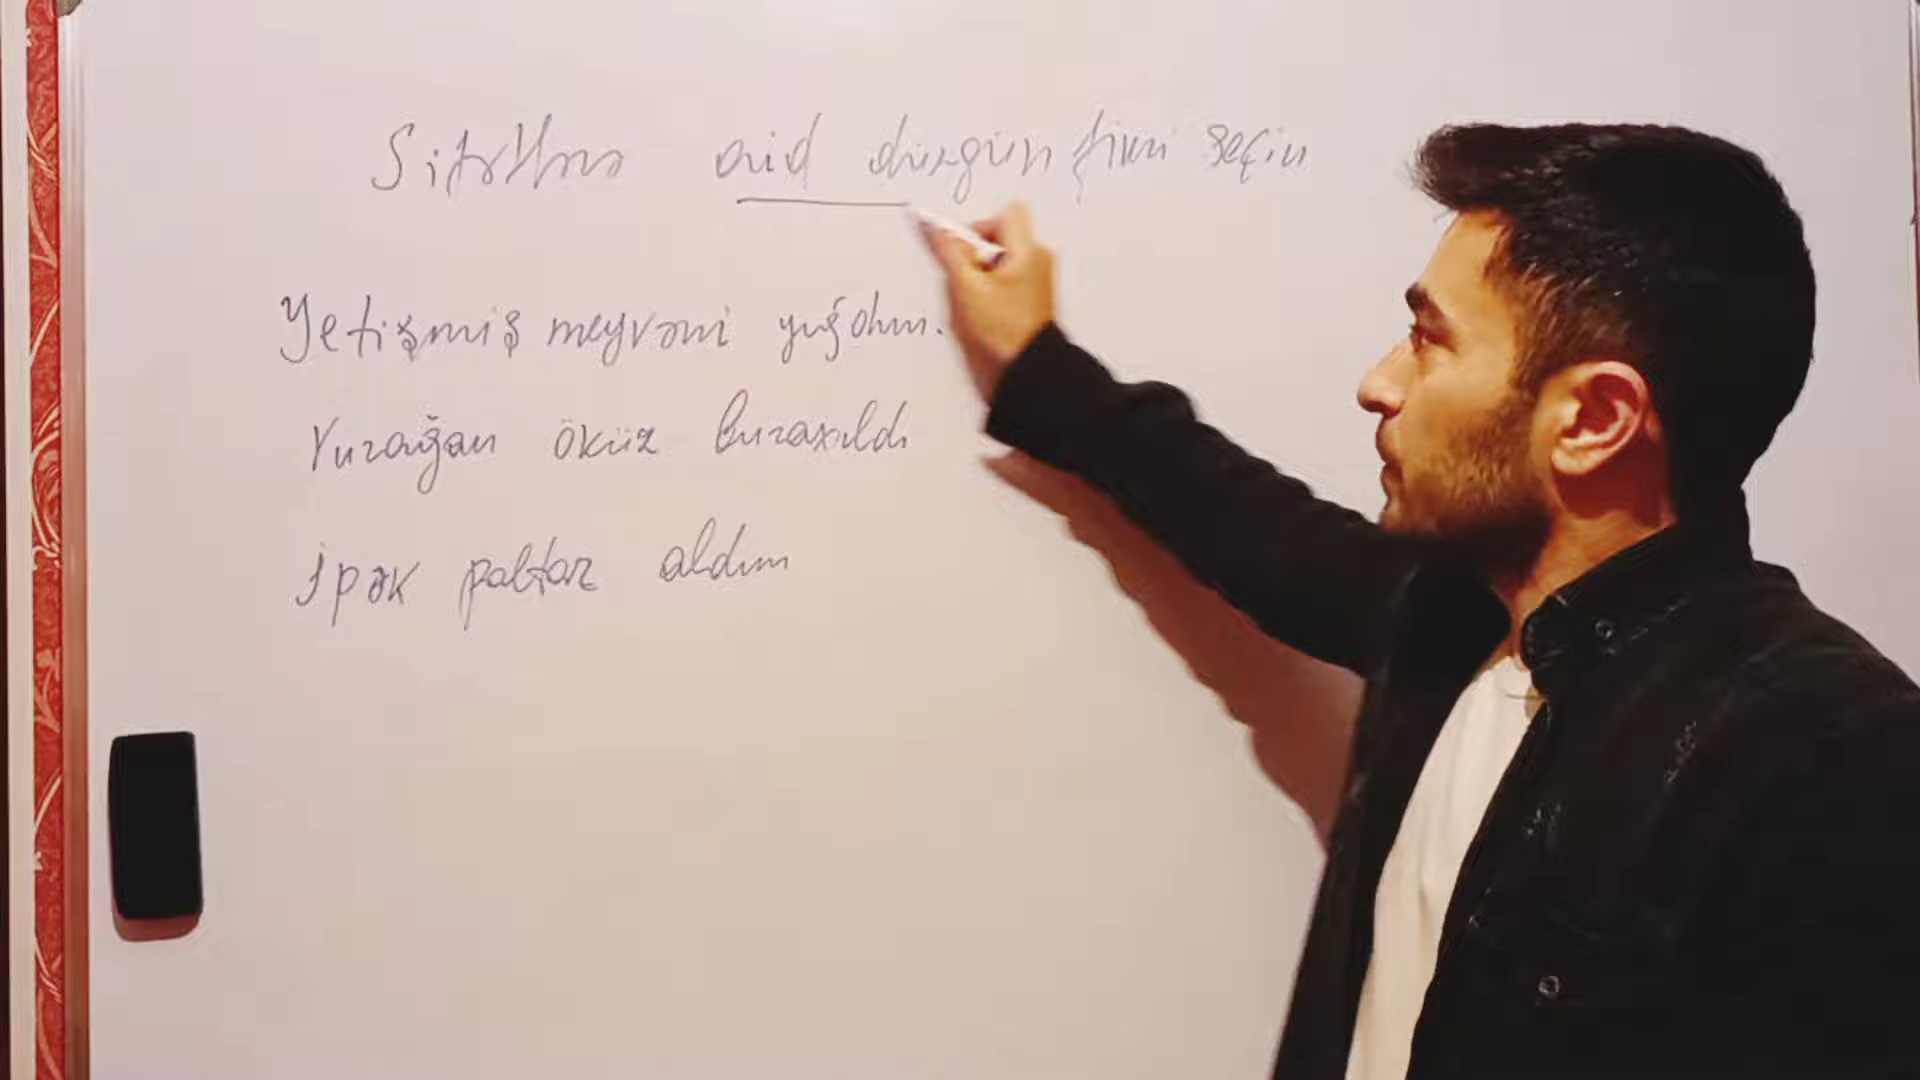 Sifətlərə aid düzgün fikri seçin
Yetişmiş meyvəni yığdım.
Vurağan öküz buraxıldı
İpək paltar aldım